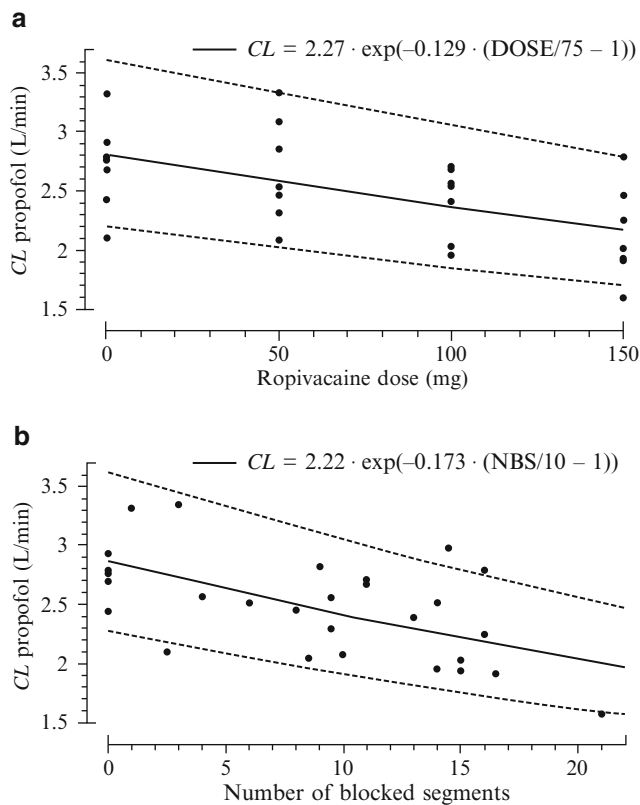 a
CL = 2.27 · exp(–0.129 · (DOSE/75 – 1))
3.5
3
2.5
2
1.5
CL propofol (L/min)
0 50 100 150
Ropivacaine dose (mg)
b
CL = 2.22 · exp(–0.173 · (NBS/10 – 1))
3.5
3
2.5
2
1.5
CL propofol (L/min)
0 5 10 15 20
Number of blocked segments